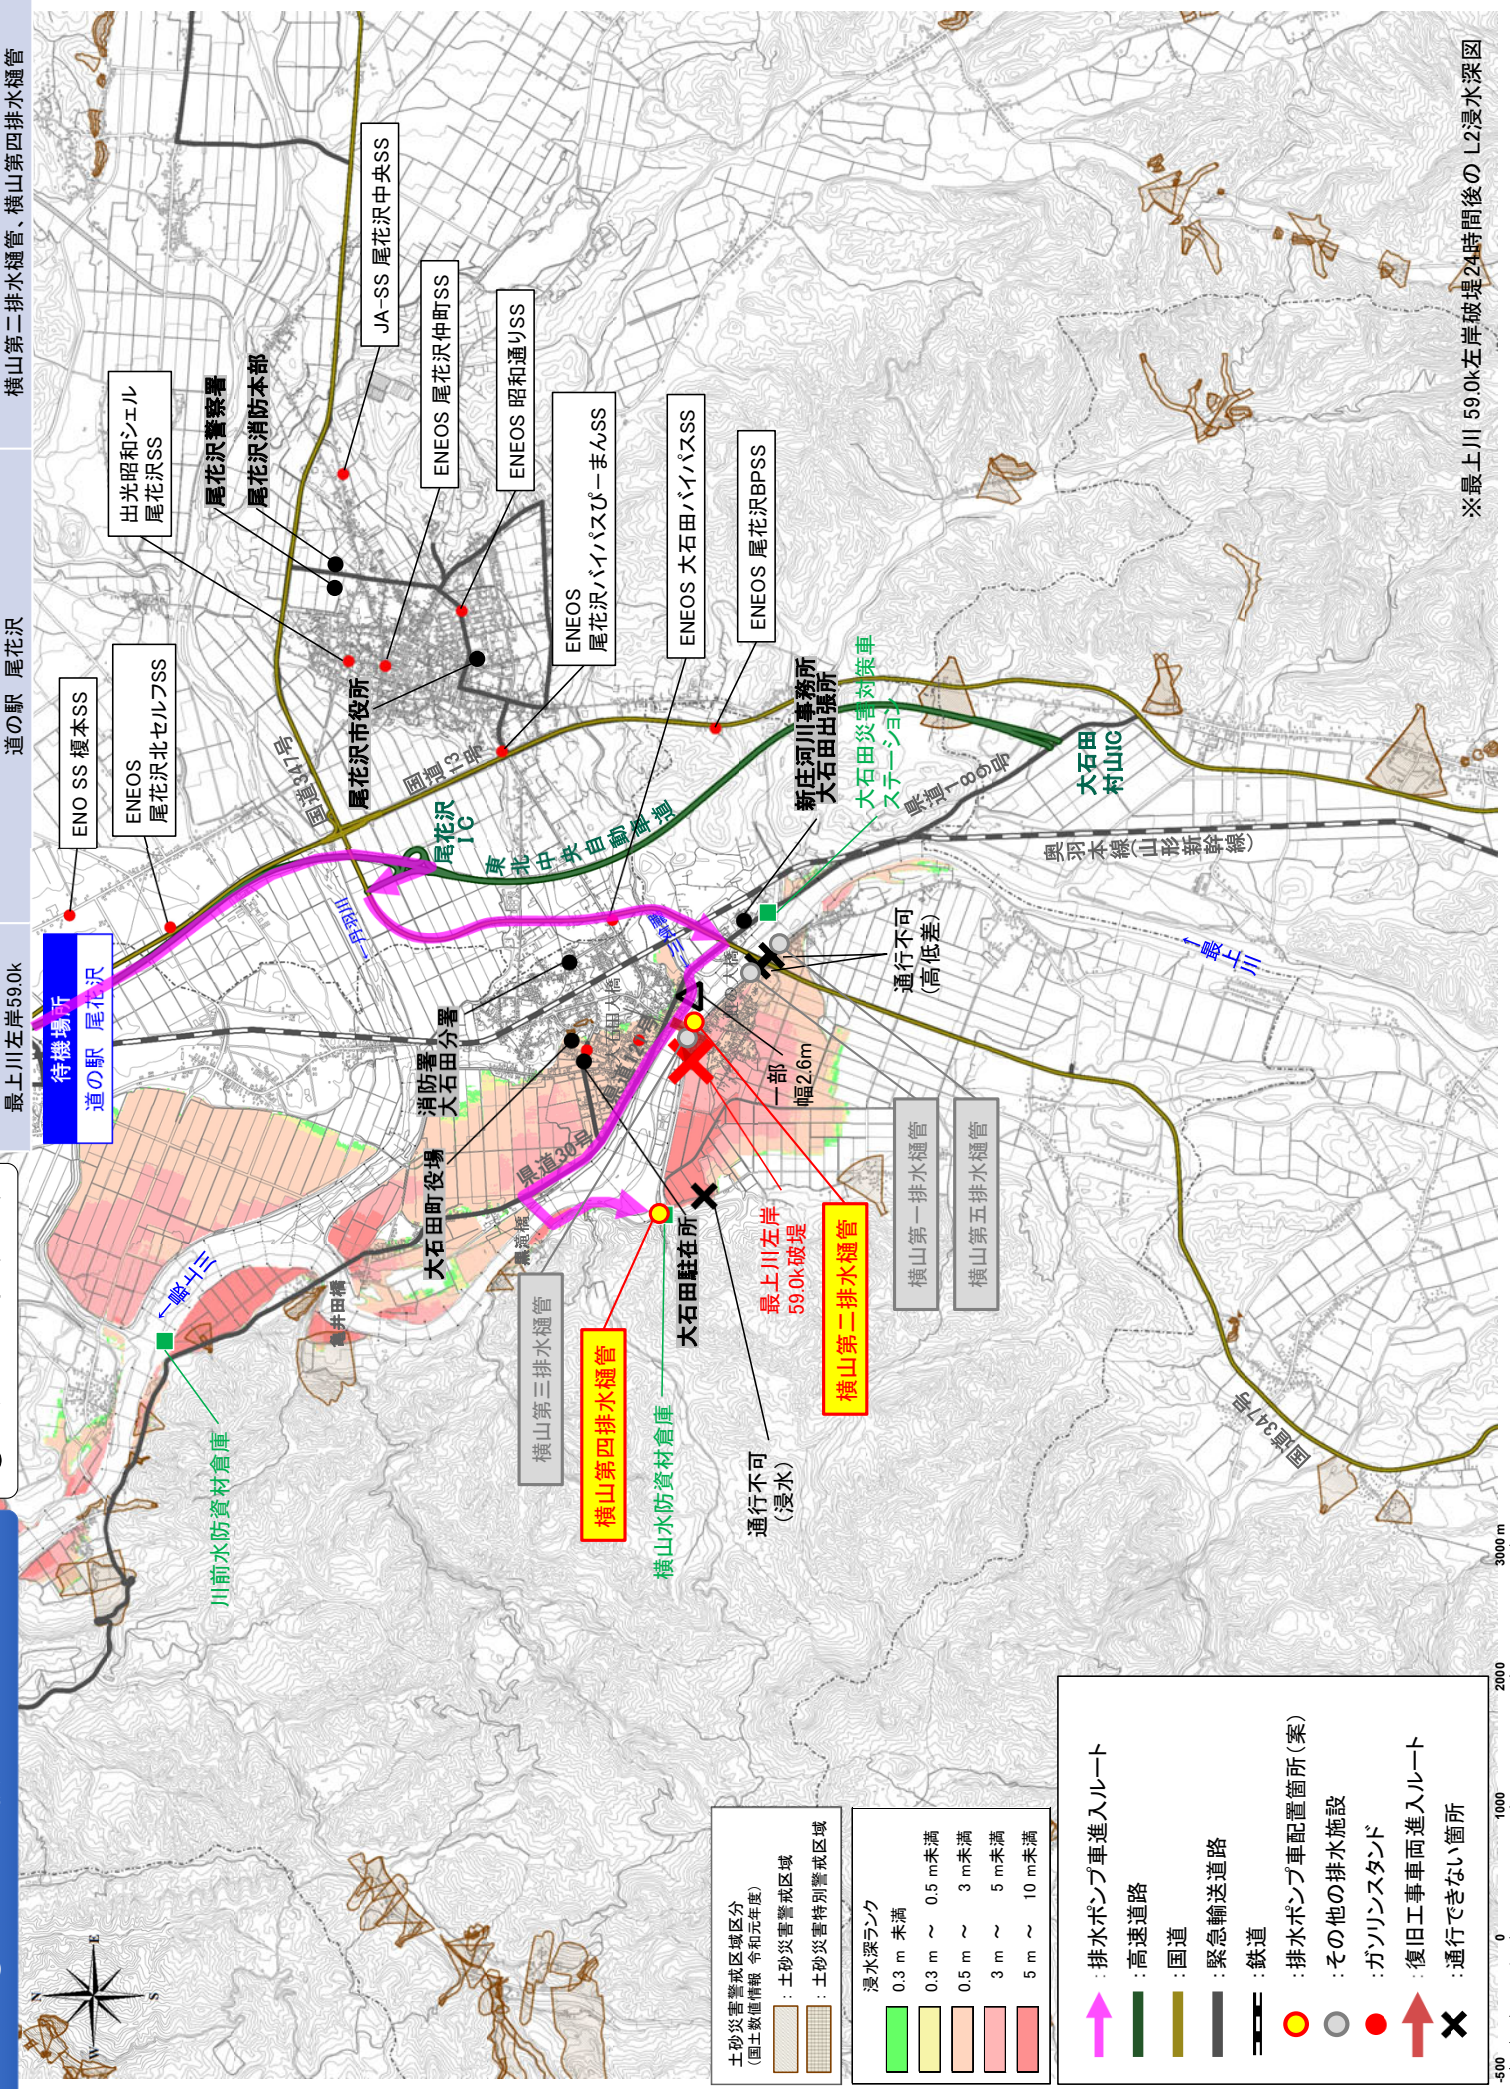 最上川左岸59.0k
道の駅 尾花沢
横山第二排水樋管、横山第四排水樋管
待機場所
道の駅 尾花沢
ENO SS 榎本SS
ENEOS
尾花沢北セルフSS
出光昭和シェル
尾花沢SS
尾花沢警察署
尾花沢消防本部
JA-SS 尾花沢中央SS
ENEOS 尾花沢仲町SS
ENEOS 昭和通りSS
ENEOS
尾花沢バイパスぴーまんSS
ENEOS 大石田バイパスSS
ENEOS 尾花沢BPSS
尾花沢市役所
国道347号
国道13号
尾花沢
IC
東北中央自動車道
←丹羽川
新庄河川事務所
大石田出張所
大石田災害対策車
ステーション
県道189号
大石田
村山IC
奥羽本線(山形新幹線)
通行不可
(高低差)
←最上川
消防署
大石田分署
大石田町役場
大石田大橋
県道30号
黒滝橋
大石田駐在所
一部
幅2.6m
最上川左岸
59.0k破堤
横山第二排水樋管
横山第一排水樋管
横山第五排水樋管
横山第三排水樋管
横山第四排水樋管
横山水防資材倉庫
通行不可
(浸水)
←最上川
川前水防資材倉庫
国道347号
※最上川 59.0k左岸破堤24時間後の L2浸水深図
N
E
S
W
土砂災害警戒区域区分
(国土数値情報 令和元年度)
:土砂災害警戒区域
:土砂災害特別警戒区域
浸水深ランク
0.3 m 未満
0.3 m ～ 0.5 m未満
0.5 m ～ 3 m未満
3 m ～ 5 m未満
5 m ～ 10 m未満
:排水ポンプ車進入ルート
:高速道路
:国道
:緊急輸送道路
:鉄道
:排水ポンプ車配置箇所(案)
:その他の排水施設
:ガソリンスタンド
:復旧工事車両進入ルート
:通行できない箇所
-500 0 1000 2000 3000 m